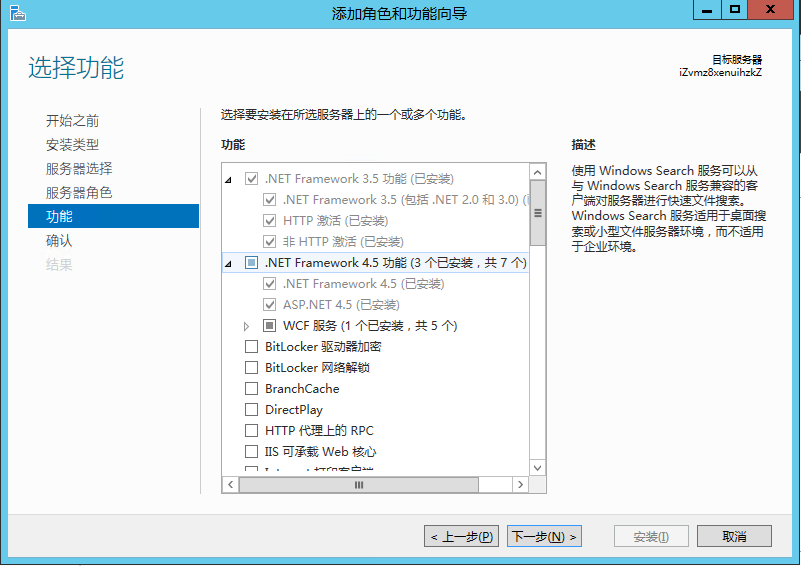 添加角色和功能向导
选择功能
目标服务器
iZvmz8xenuihzkZ
开始之前
安装类型
服务器选择
服务器角色
功能
确认
结果
选择要安装在所选服务器上的一个或多个功能。
功能
.NET Framework 3.5 功能 (已安装)
.NET Framework 3.5 (包括 .NET 2.0 和 3.0) (
HTTP 激活 (已安装)
非 HTTP 激活 (已安装)
.NET Framework 4.5 功能 (3 个已安装，共 7 个)
.NET Framework 4.5 (已安装)
ASP.NET 4.5 (已安装)
WCF 服务 (1 个已安装，共 5 个)
BitLocker 驱动器加密
BitLocker 网络解锁
BranchCache
DirectPlay
HTTP 代理上的 RPC
IIS 可承载 Web 核心
描述
使用 Windows Search 服务可以从
与 Windows Search 服务兼容的客
户端对服务器进行快速文件搜索。
Windows Search 服务适用于桌面搜
索或小型文件服务器环境，而不适用
于企业环境。
< 上一步(P)
下一步(N) >
安装(I)
取消